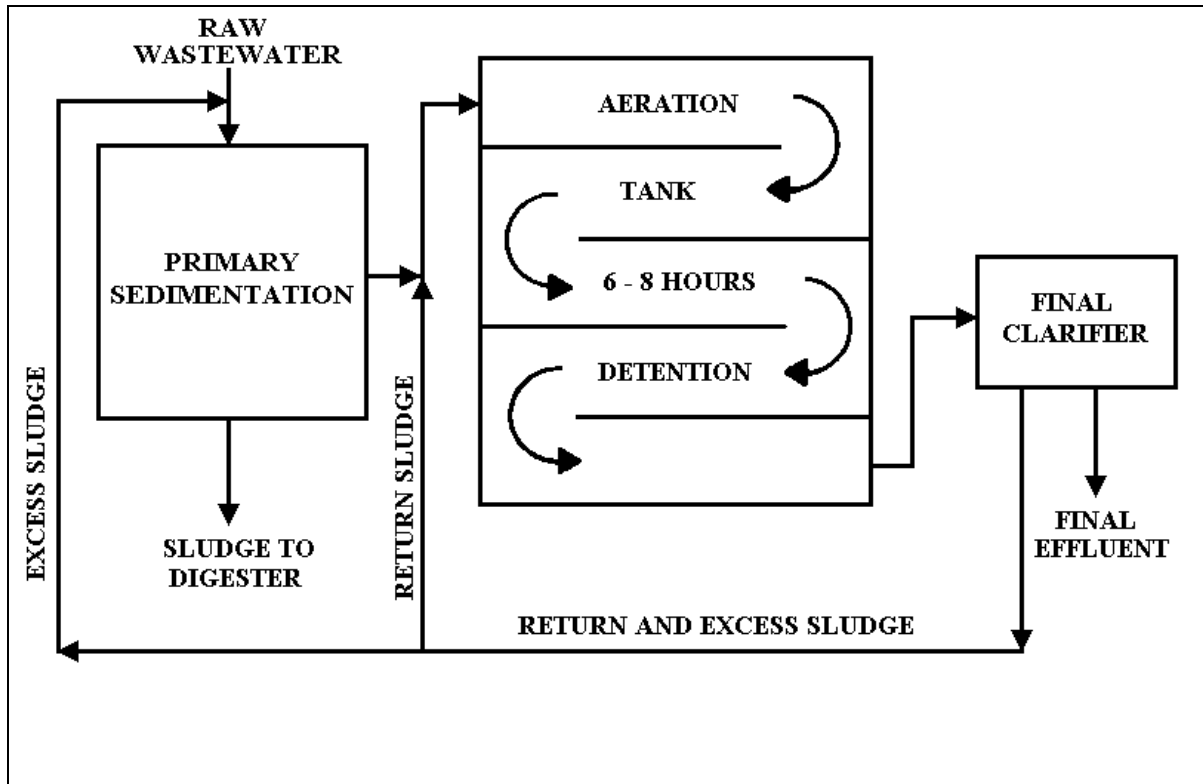 RAW
WASTEWATER
PRIMARY
SEDIMENTATION
SLUDGE TO
DIGESTER
EXCESS SLUDGE
RETURN SLUDGE
AERATION
TANK
6 - 8 HOURS
DETENTION
FINAL
CLARIFIER
FINAL
EFFLUENT
RETURN AND EXCESS SLUDGE